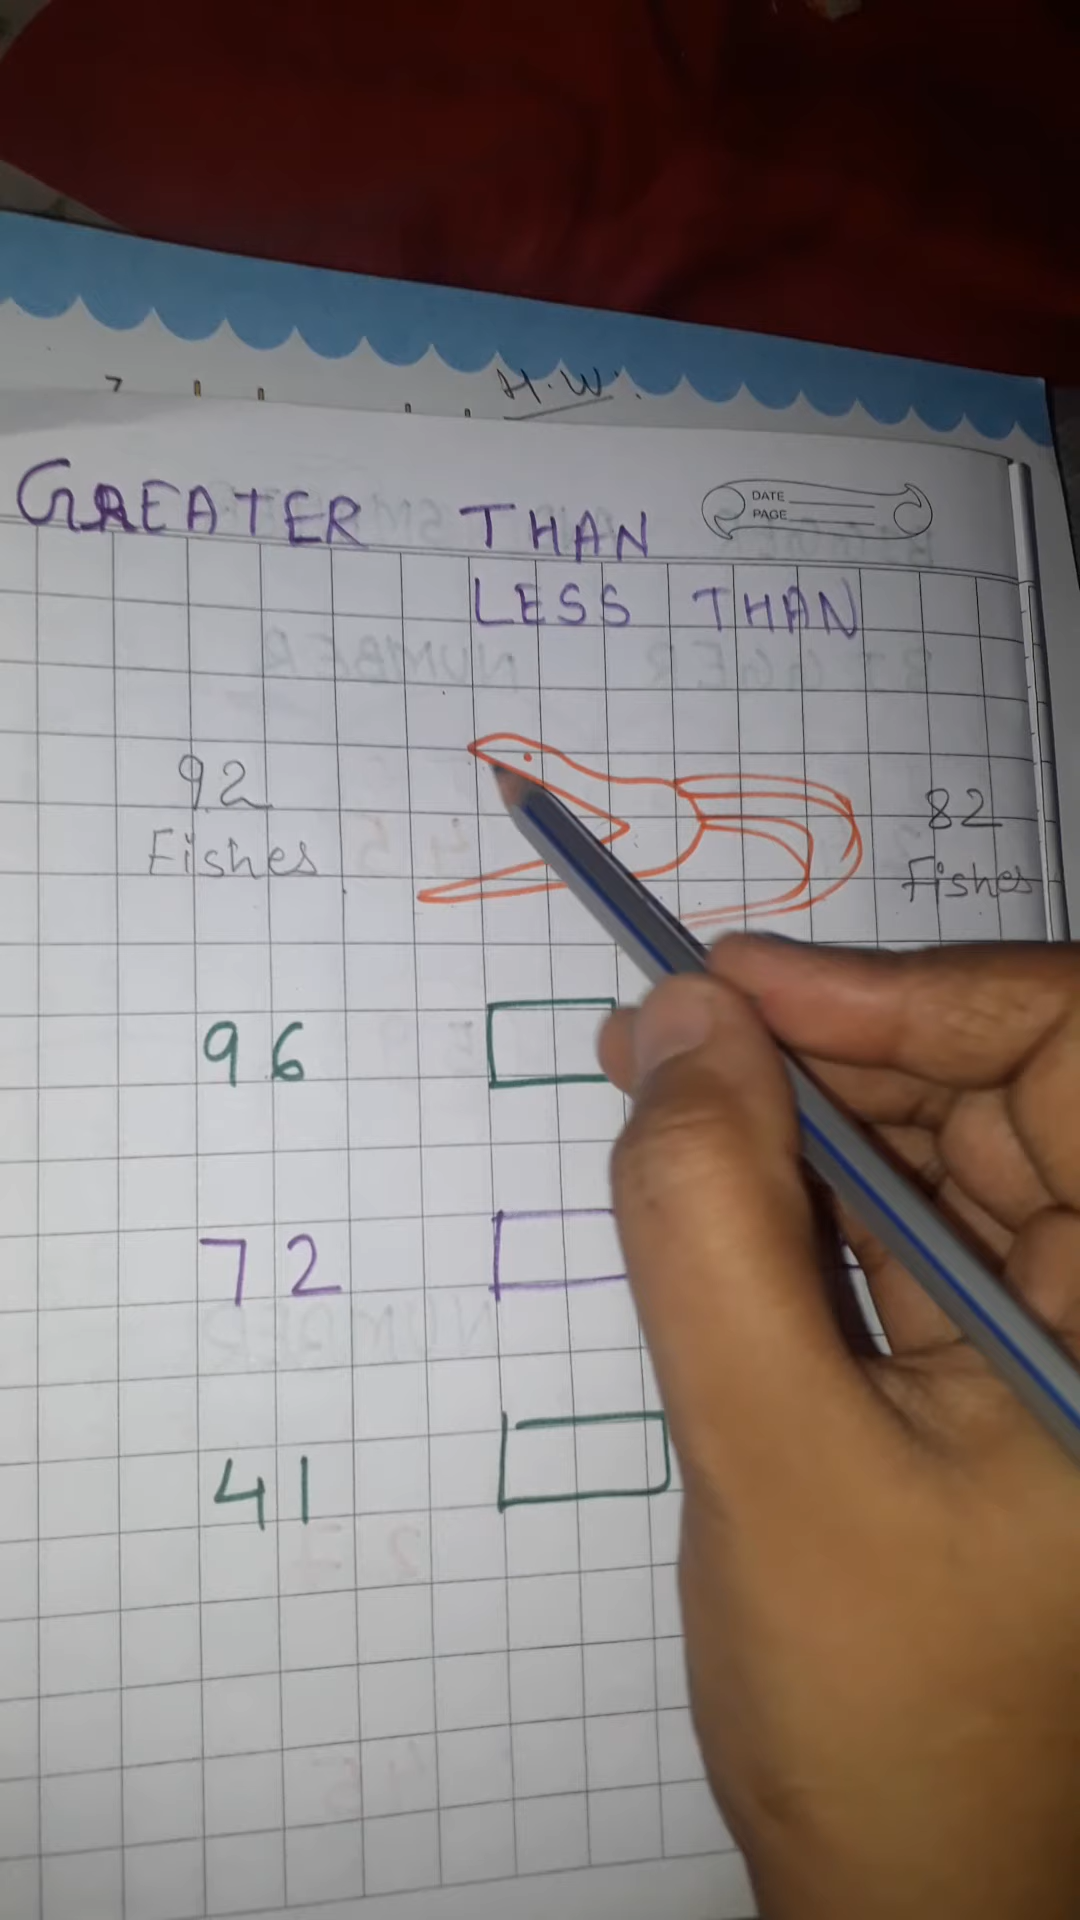 H.W.
GREATER THAN
DATE
PAGE
LESS THAN
92
Fishes
82
Fishes
96
72
41